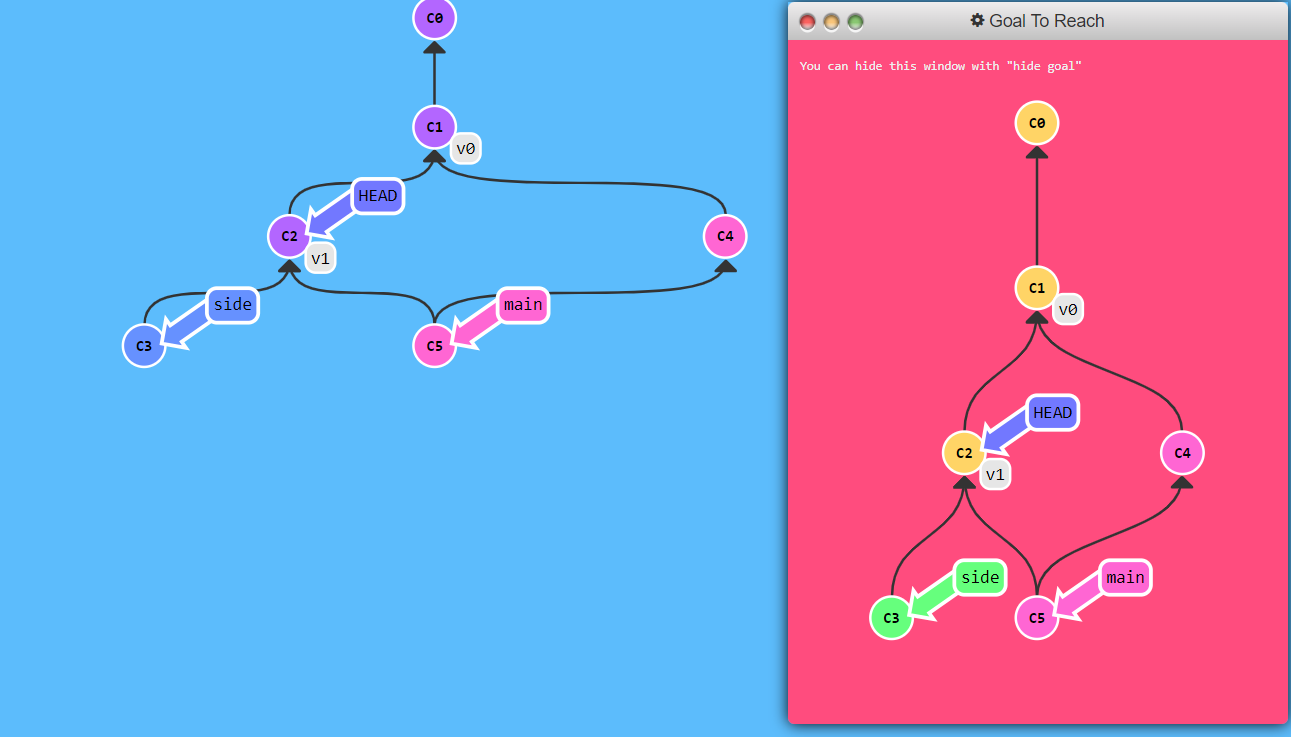 C0
C1
v0
HEAD
C2
C4
v1
side
main
C3
C5
Goal To Reach
You can hide this window with "hide goal"
C0
C1
v0
HEAD
C2
C4
v1
side
main
C3
C5